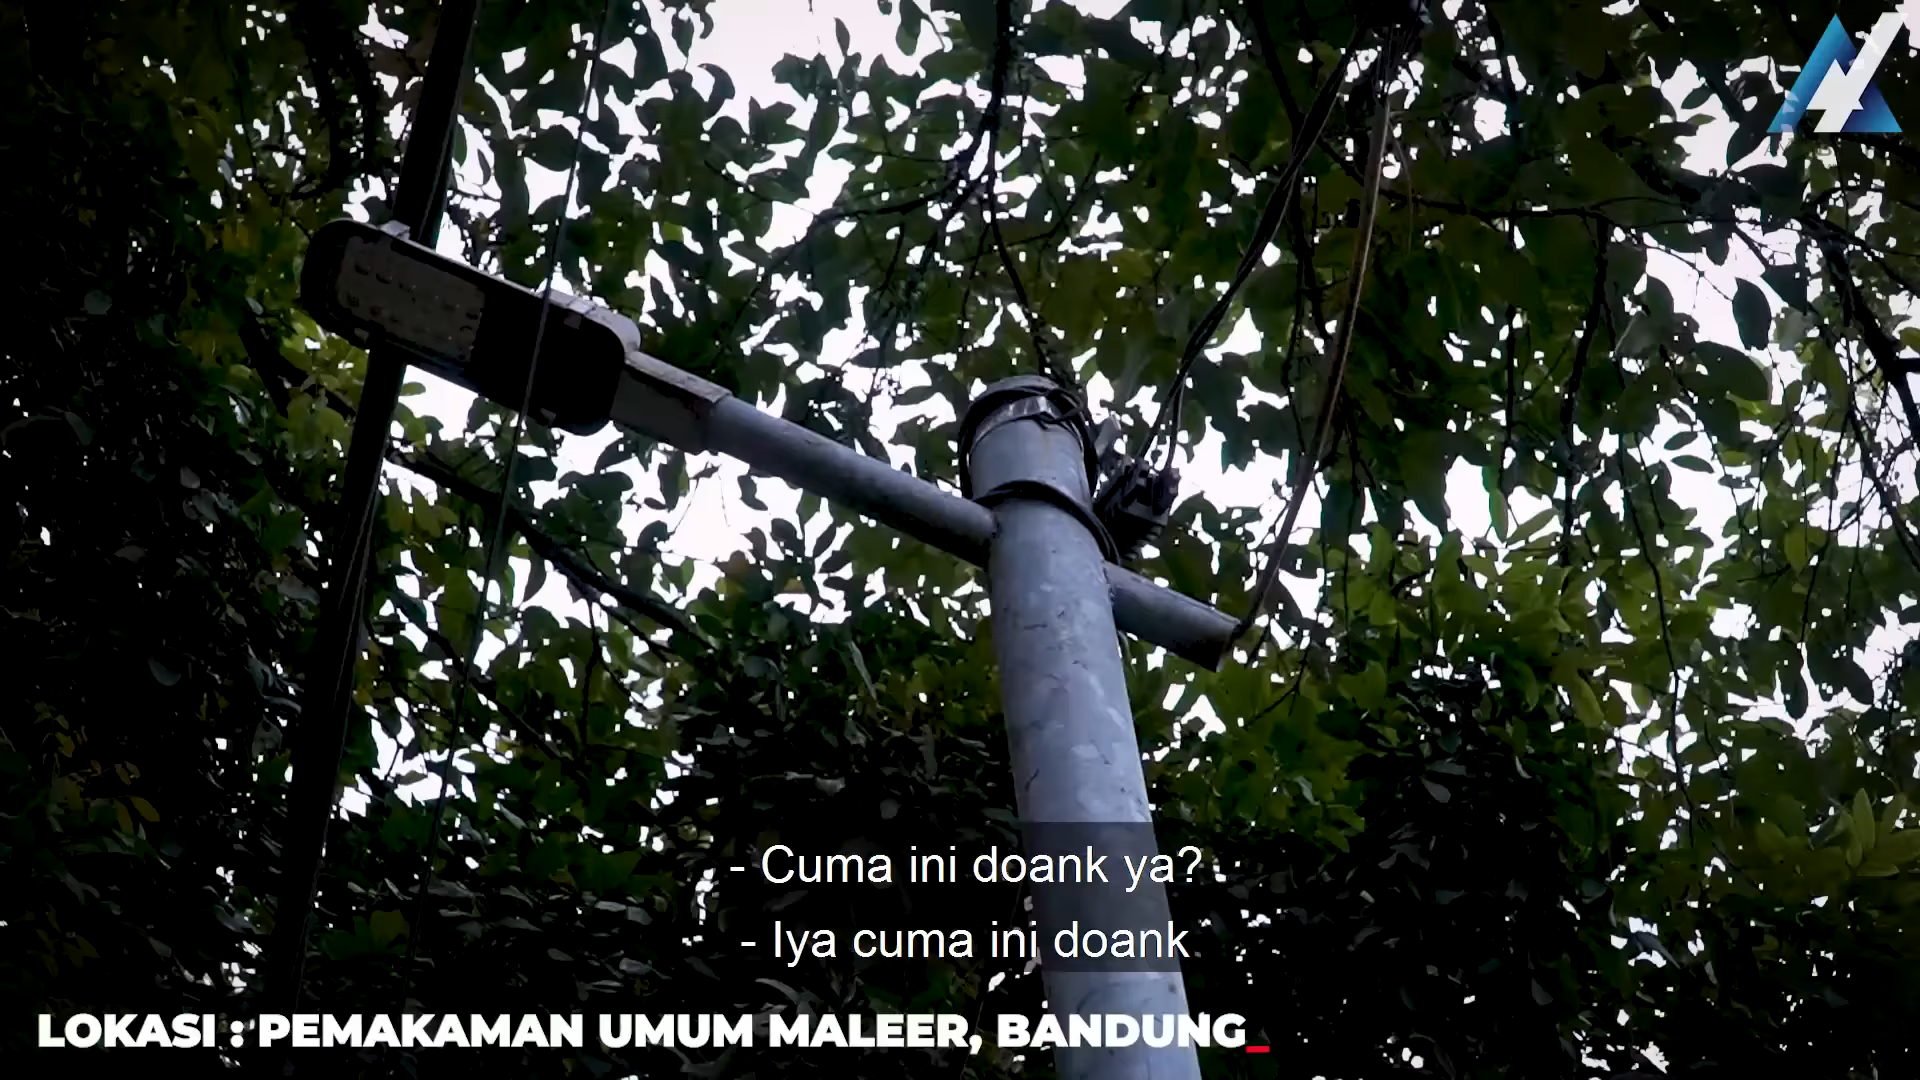 - Cuma ini doank ya?
- Iya cuma ini doank
LOKASI : PEMAKAMAN UMUM MALEER, BANDUNG_